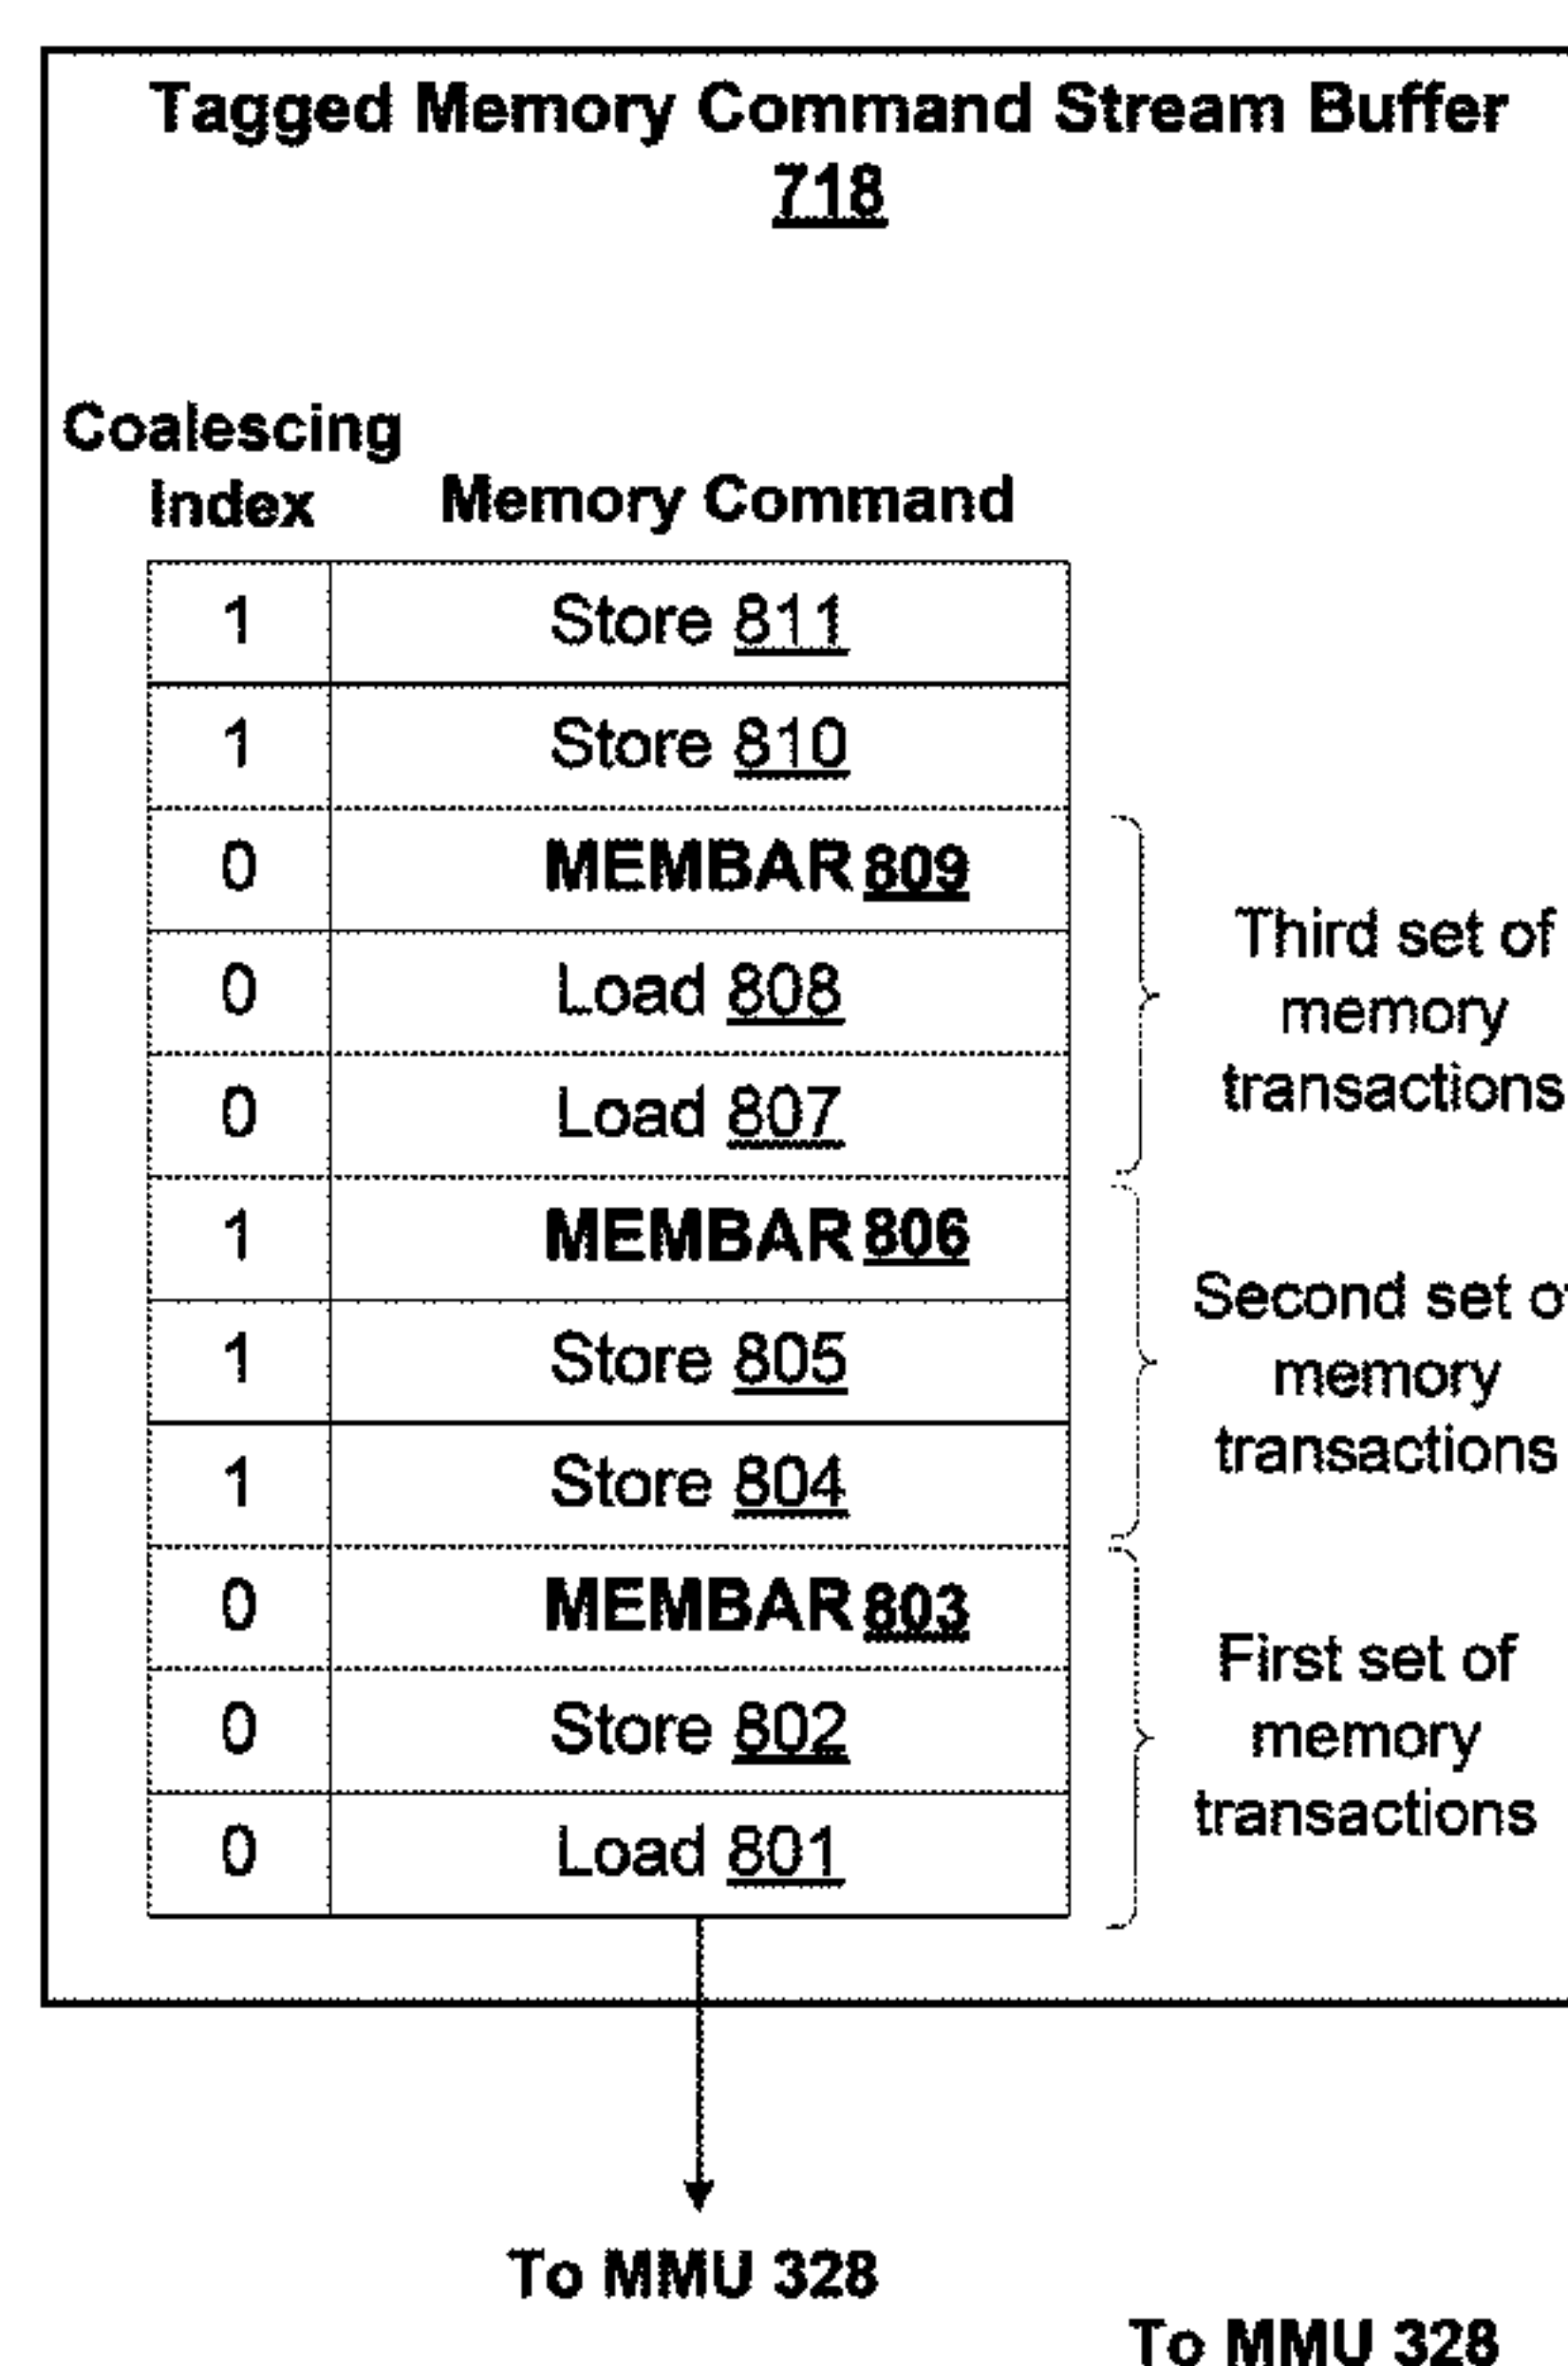 Tagged Memory Command Stream Buffer
718
Coalescing
Index
Memory Command
1 Store 811
1 Store 810
0 MEMBAR 809
0 Load 808
0 Load 807
1 MEMBAR 806
1 Store 805
1 Store 804
0 MEMBAR 803
0 Store 802
0 Load 801
Third set of
memory
transactions
Second set of
memory
transactions
First set of
memory
transactions
To MMU 328
To MMU 328